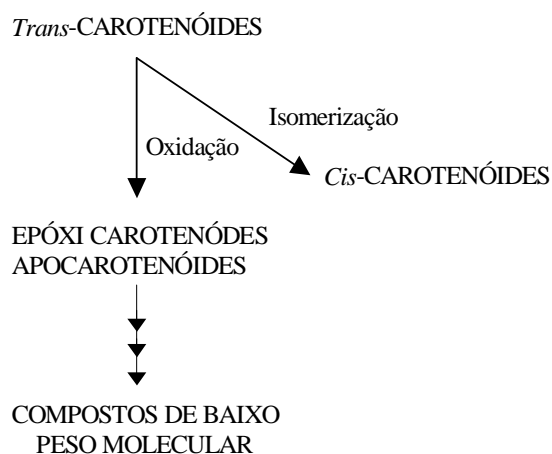 Trans-CAROTENÓIDES
Isomerização
Oxidação
Cis-CAROTENÓIDES
EPÓXI CAROTENÓDES
APOCAROTENÓIDES
COMPOSTOS DE BAIXO
PESO MOLECULAR